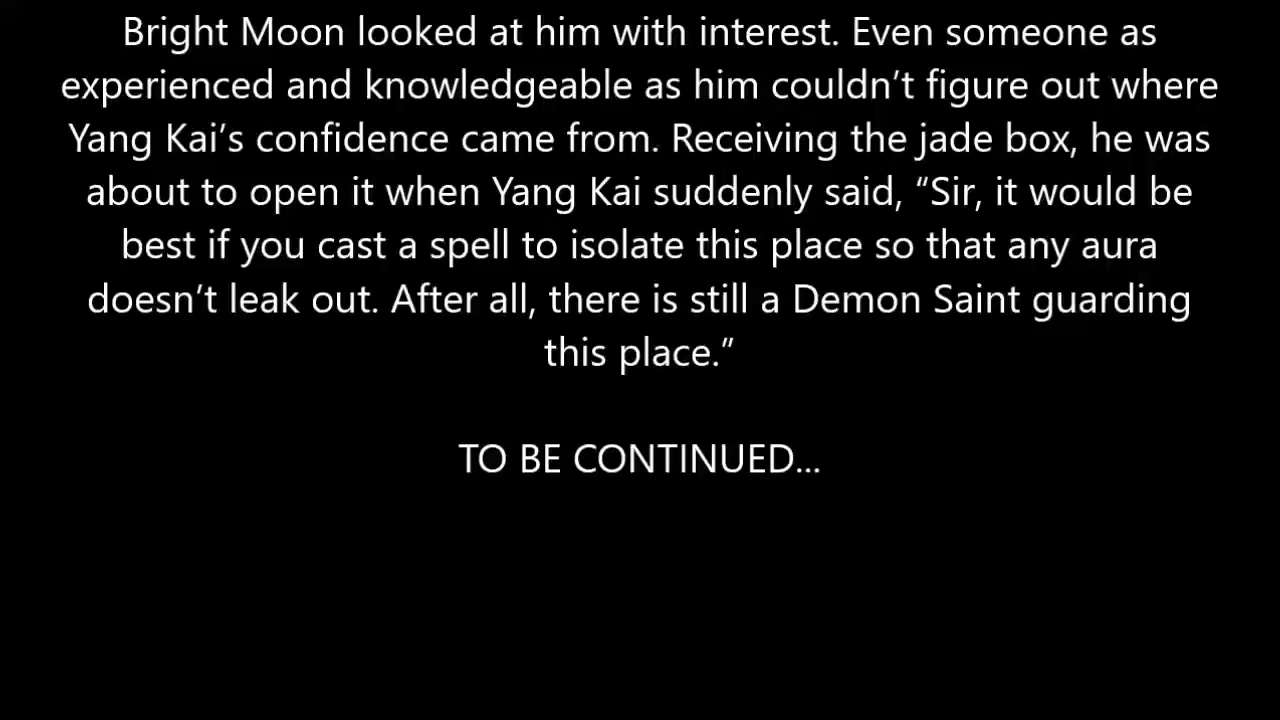 Bright Moon looked at him with interest. Even someone as
experienced and knowledgeable as him couldn’t figure out where
Yang Kai’s confidence came from. Receiving the jade box, he was
about to open it when Yang Kai suddenly said, “Sir, it would be
best if you cast a spell to isolate this place so that any aura
doesn’t leak out. After all, there is still a Demon Saint guarding
this place.”
TO BE CONTINUED...